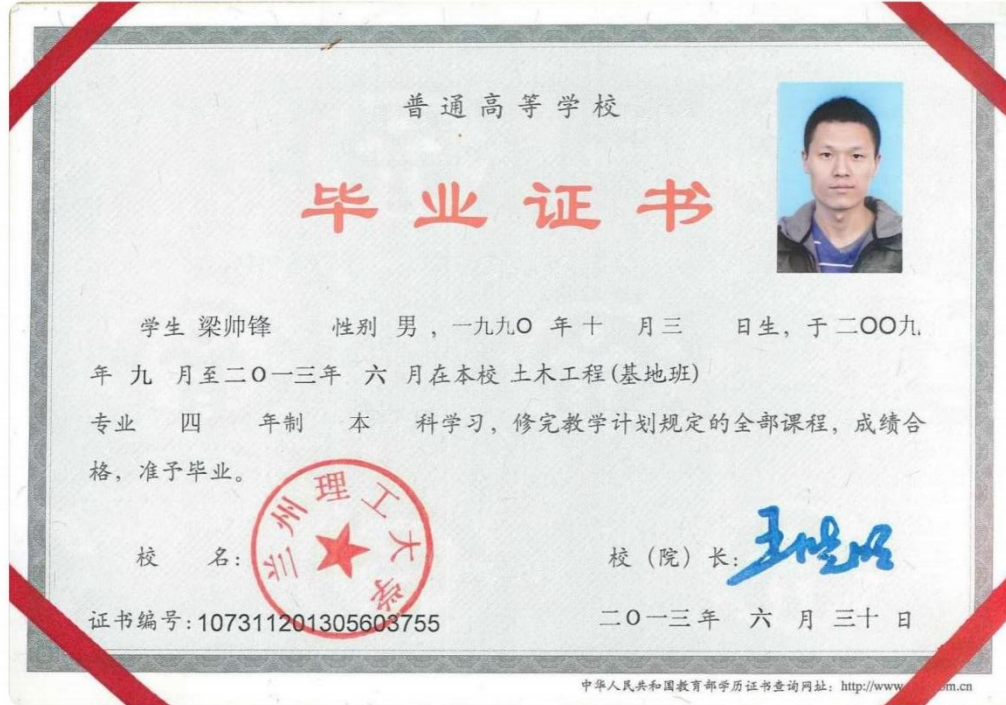 普通高等学校
毕业证书
学生 梁帅锋 性别 男，一九九〇 年 十 月 三 日生，于二〇〇九
年 九 月至二〇一三年 六 月在本校 土木工程(基地班)
专业 四 年制 本 科学习，修完教学计划规定的全部课程，成绩合
格，准予毕业。
校 名：
兰州理工大学
校（院）长：
证书编号：107311201305603755
二〇一三年 六 月 三十 日
中华人民共和国教育部学历证书查询网址：http://www. om.cn